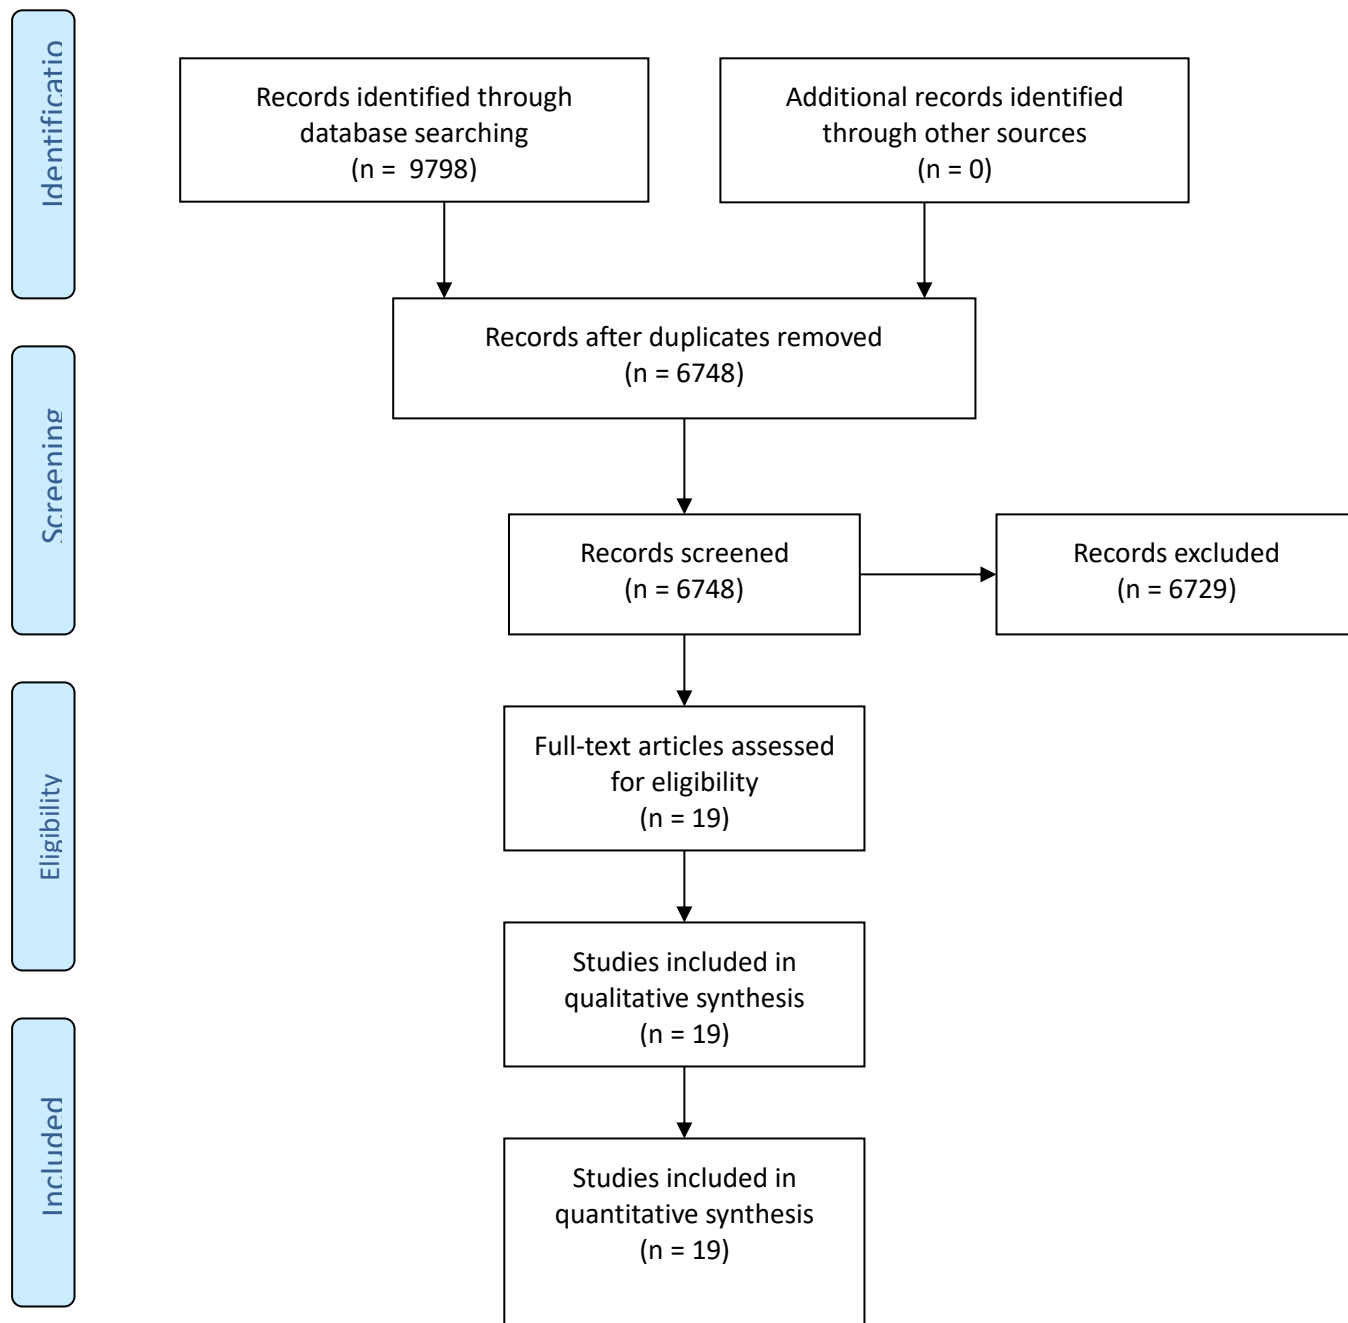 Identificatio
Records identified through
database searching
(n =  9798)
Additional records identified
through other sources
(n = 0)
Screening
Records after duplicates removed
(n = 6748)
Records screened
(n = 6748)
Records excluded
(n = 6729)
Eligibility
Full-text articles assessed
for eligibility
(n = 19)
Studies included in
qualitative synthesis
(n = 19)
Included
Studies included in
quantitative synthesis
(n = 19)